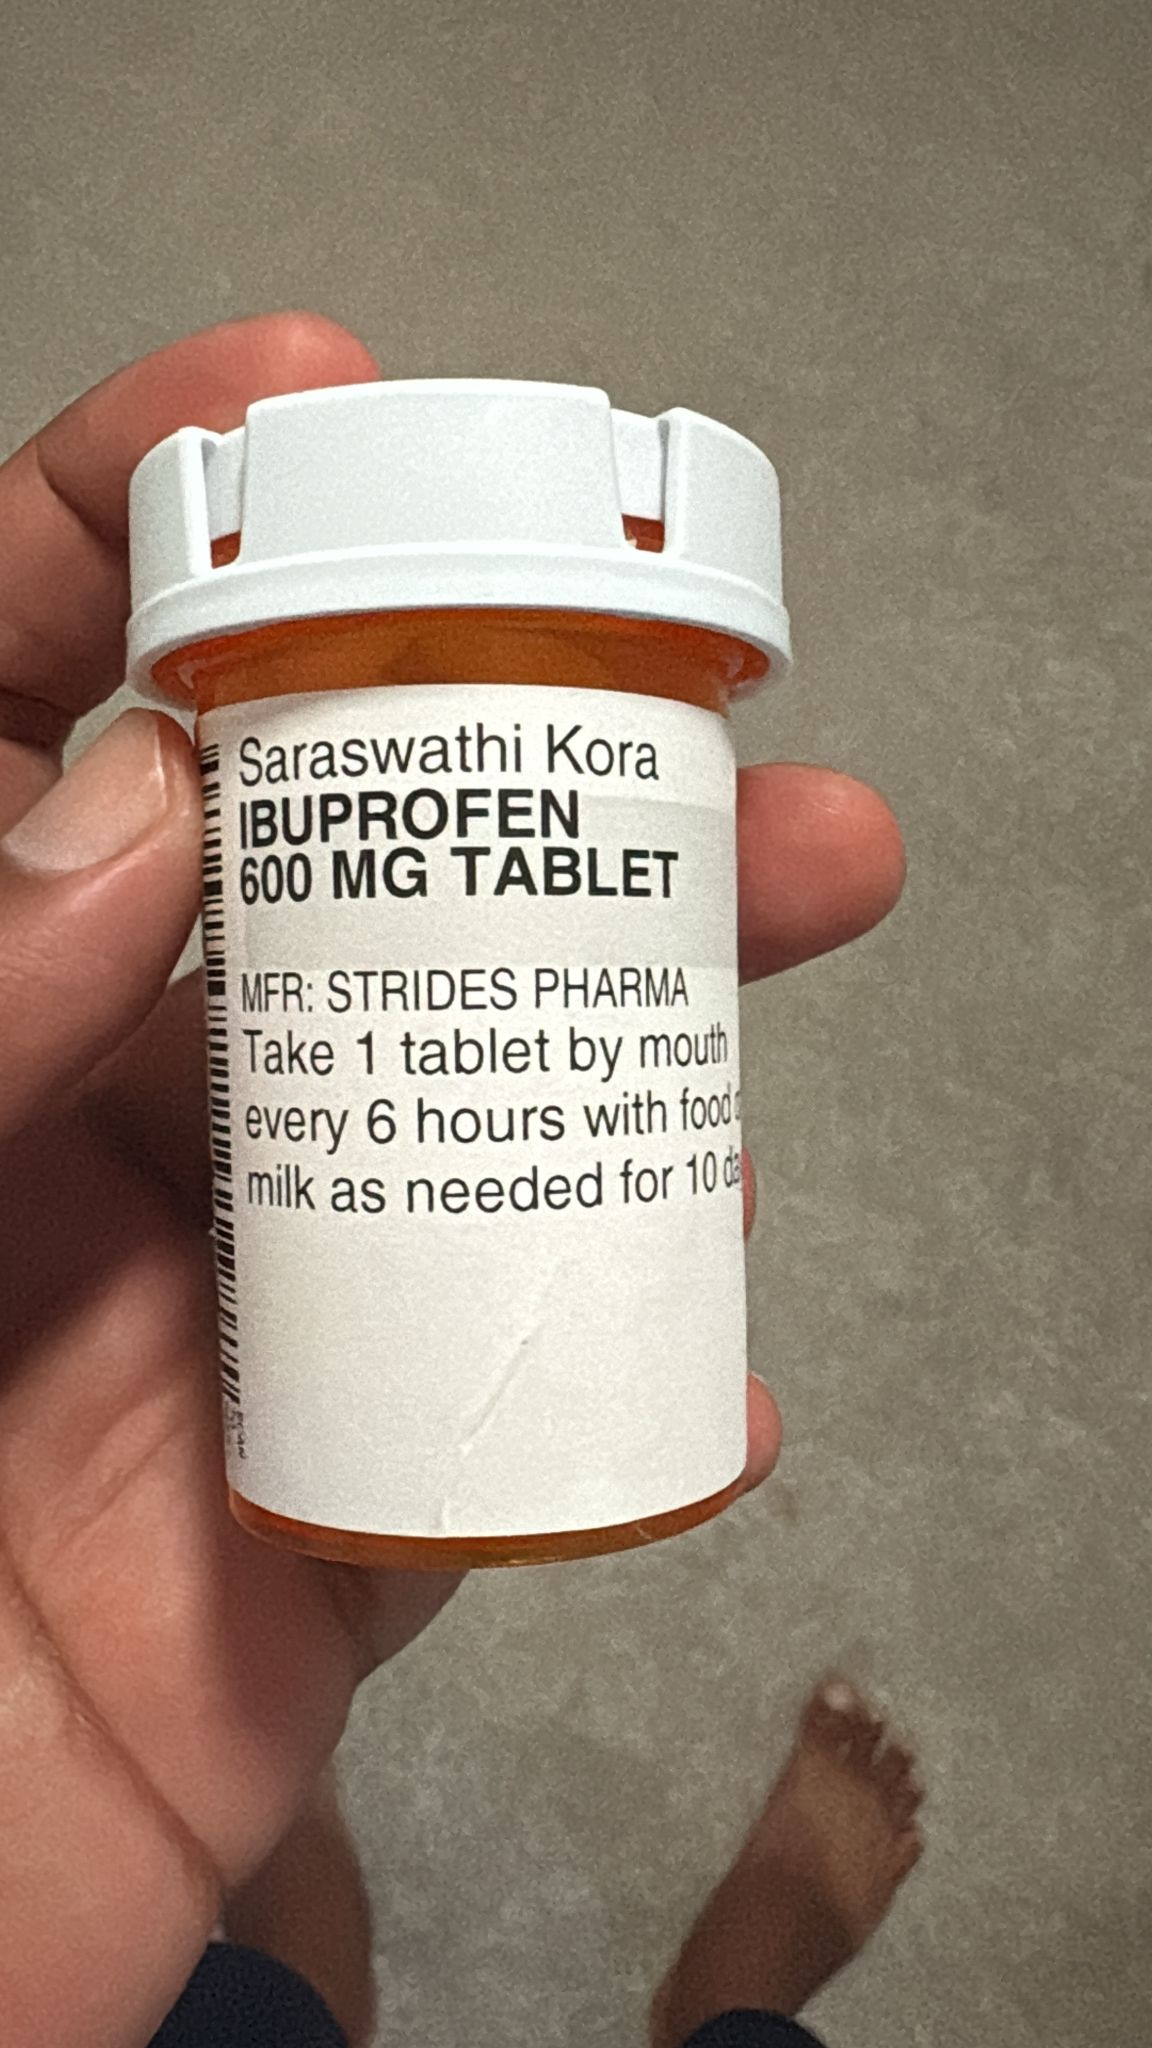 Saraswathi Kora
IBUPROFEN
600 MG TABLET
MFR: STRIDES PHARMA
Take 1 tablet by mouth
every 6 hours with food
milk as needed for 10